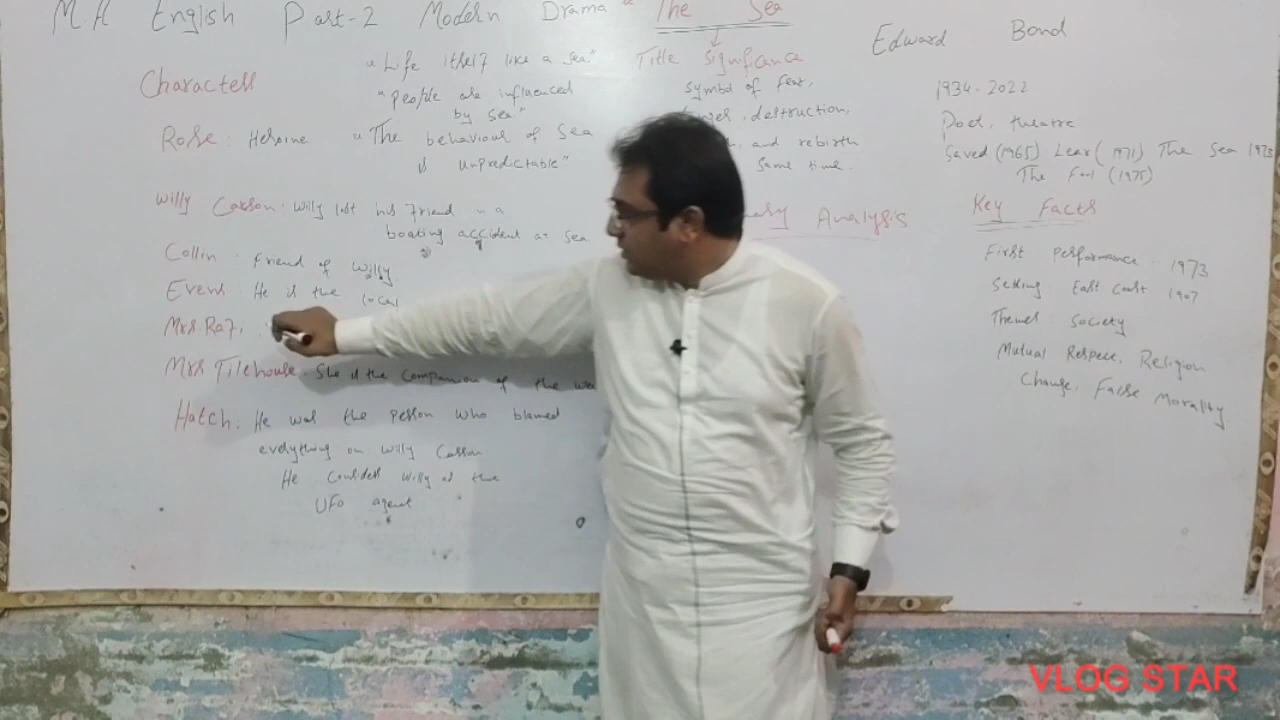 M.A English Part-2 Modern Drama "The Sea
Edward Bond
Characters
"Life itself like a sea"
"People are influenced
by sea"
Rose: Heroine "The behaviour of Sea
is unpredictable"
Title significance
symbol of fear,
destruction,
and rebirth
Same time.
1934-2022
Poet, theatre
Saved (1965) Lear (1971) The Sea 1973
The Fool (1975)
Willy Carson: Willy lost his friend in a
boating accident at sea
Analysis
Key Facts
Collin: Friend of Willy.
Evens: He is the local
Mrs Raf:
Mrs Tilehouse: She is the companion of the
Hatch: He was the person who blamed
everything on Willy Carson
He considers Willy as the
UFO agent
First Performance: 1973
Setting: East Coast 1907
Themes: Society
Mutual Respect, Religion
Change, False Morality
VLOG STAR